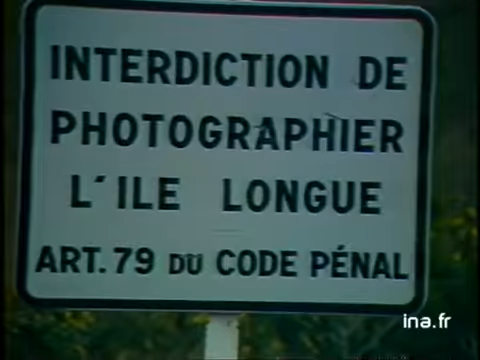 INTERDICTION DE
PHOTOGRAPHIER
L'ILE LONGUE
ART. 79 DU CODE PÉNAL
ina.fr